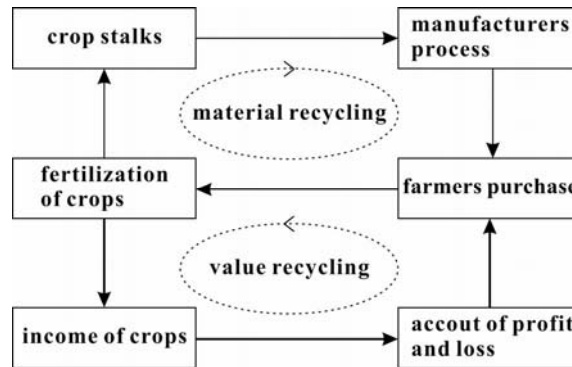 crop stalks
manufacturers
process
material recycling
fertilization
of crops
farmers purchase
value recycling
income of crops
accout of profit
and loss